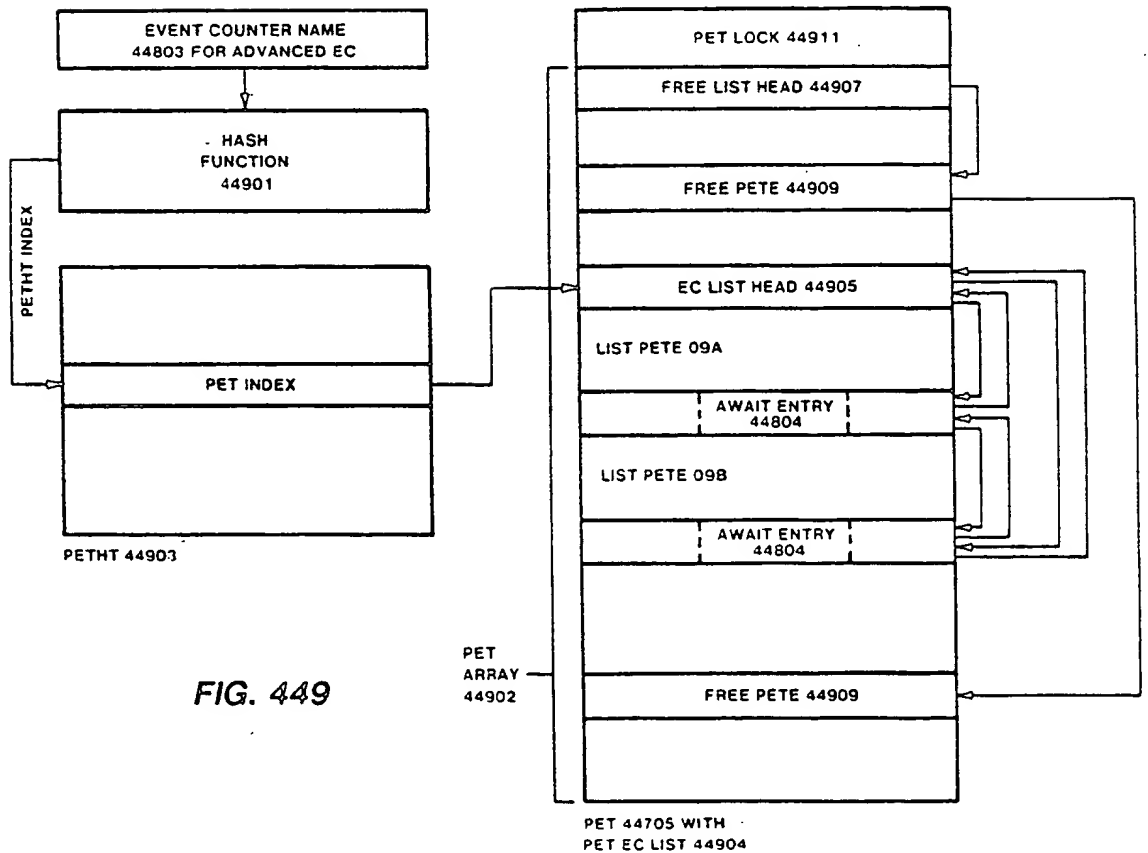 EVENT COUNTER NAME
44803 FOR ADVANCED EC
HASH
FUNCTION
44901
PETHT INDEX
PET INDEX
PETHT 44903
PET LOCK 44911
FREE LIST HEAD 44907
FREE PETE 44909
EC LIST HEAD 44905
LIST PETE 09A
AWAIT ENTRY
44804
LIST PETE 09B
AWAIT ENTRY
44804
FREE PETE 44909
PET
ARRAY
44902
PET 44705 WITH
PET EC LIST 44904
FIG. 449